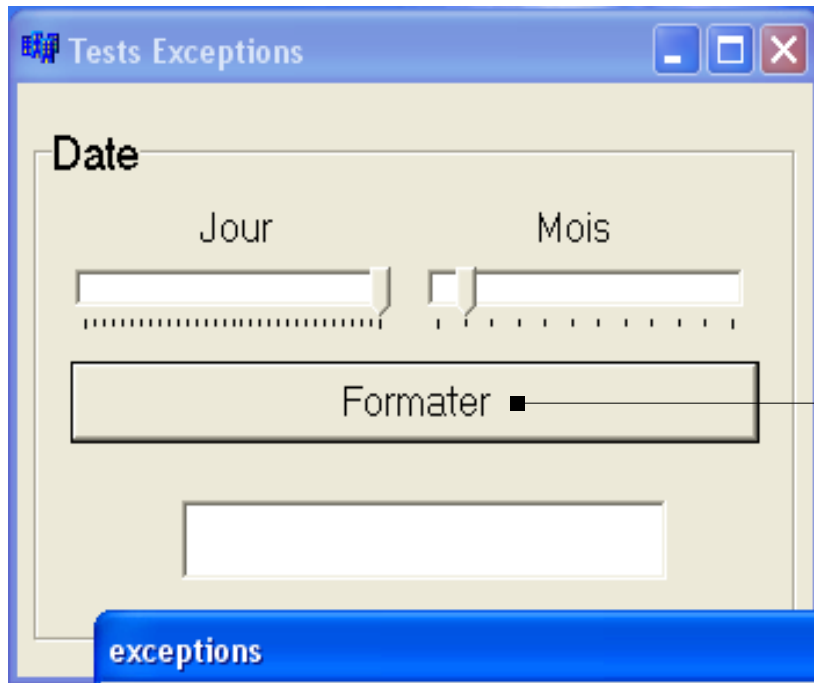 Tests Exceptions
Date
Jour Mois
Formater
exceptions